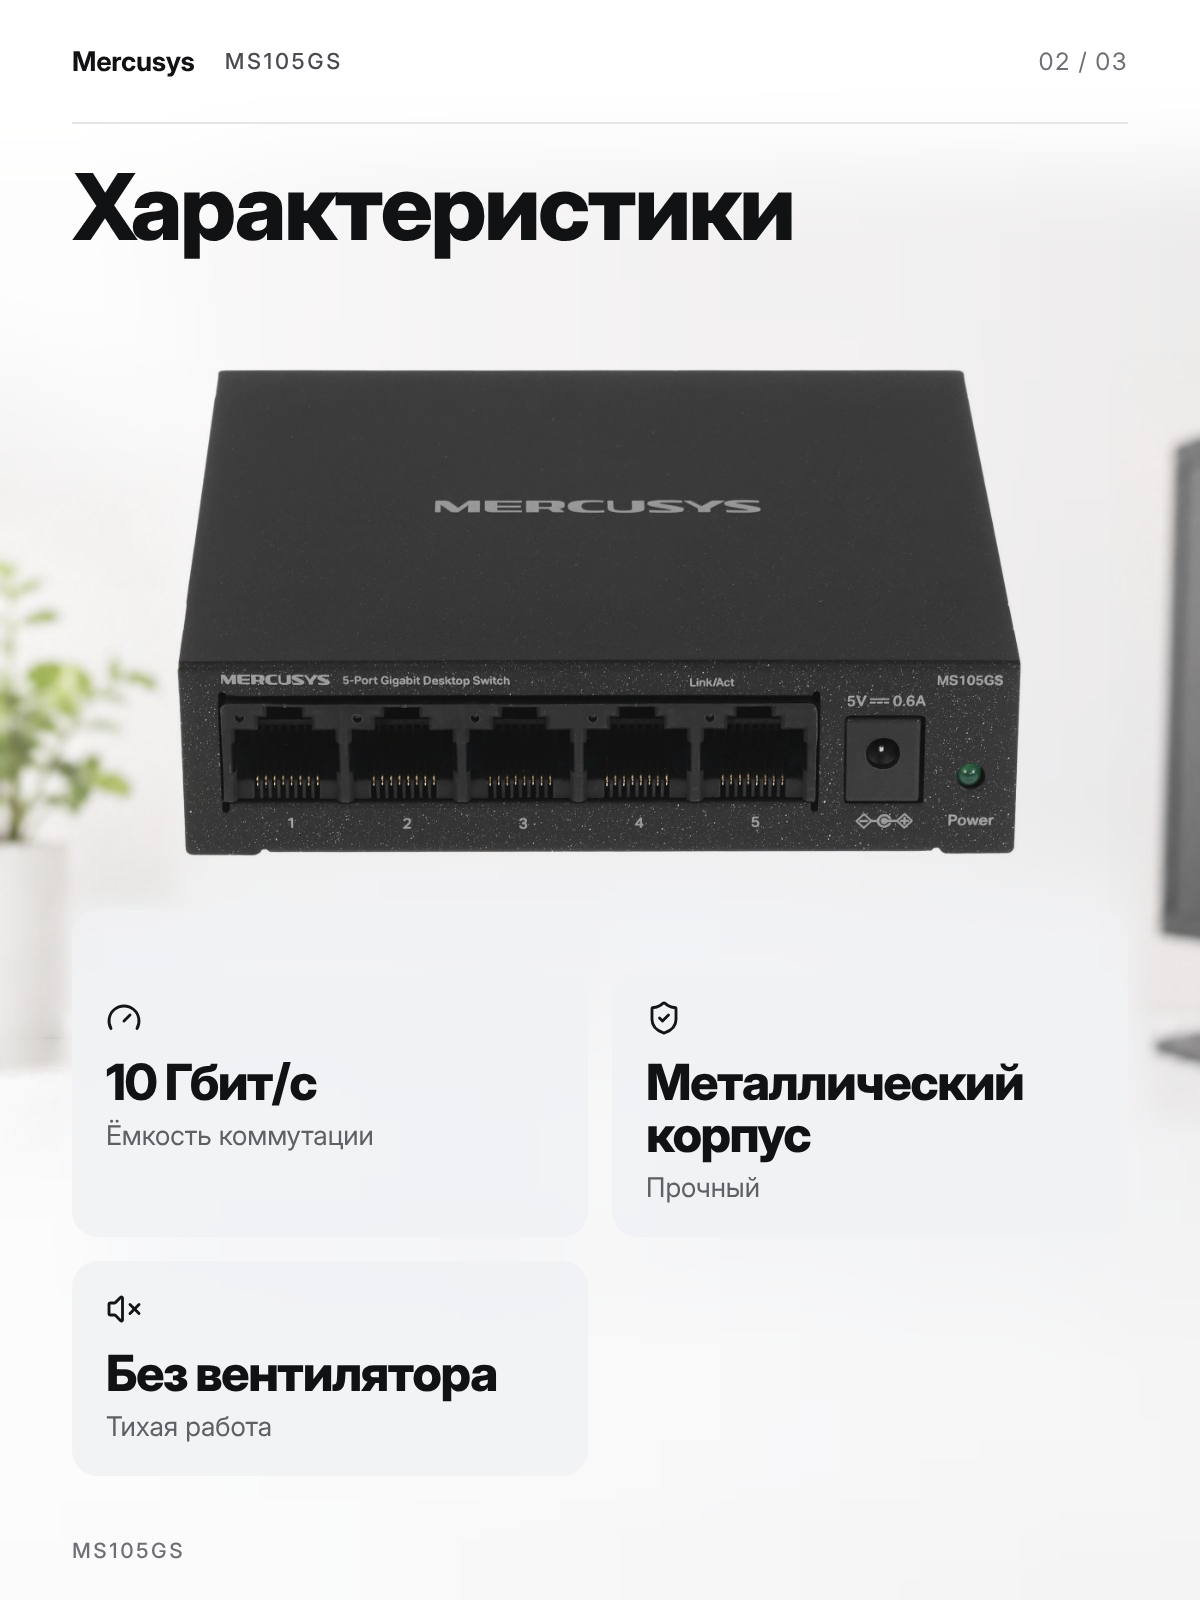 Mercusys MS105GS 02 / 03
Характеристики
MERCUSYS
MERCUSYS 5-Port Gigabit Desktop Switch Link/Act MS105GS
5V 0.6A
1 2 3 4 5 Power
10 Гбит/с
Ёмкость коммутации
Металлический
корпус
Прочный
Без вентилятора
Тихая работа
MS105GS